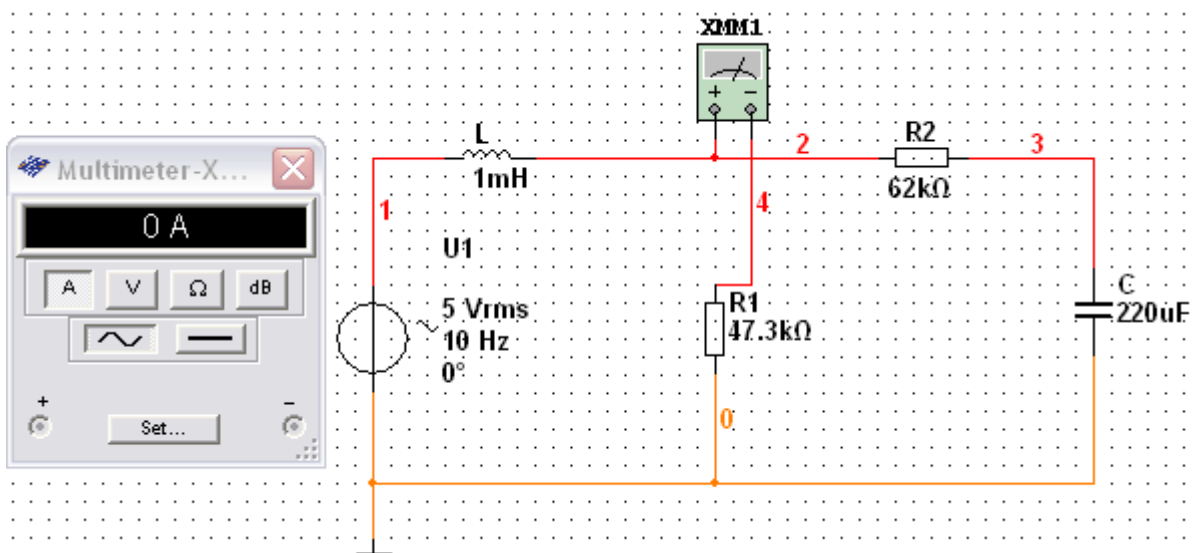 XMM1
+ −
L
1mH
2
R2
62kΩ
3
Multimeter-X...
0 A
A V Ω dB
+ −
Set...
1
U1
5 Vrms
~
10 Hz
0°
4
R1
47.3kΩ
0
C
220uF